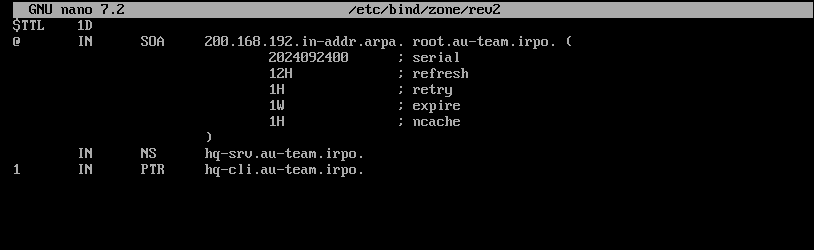 GNU nano 7.2 /etc/bind/zone/rev2
$TTL 1D
@ IN SOA 200.168.192.in-addr.arpa. root.au-team.irpo. (
2024092400 ; serial
12H ; refresh
1H ; retry
1W ; expire
1H ; ncache
)
IN NS hq-srv.au-team.irpo.
1 IN PTR hq-cli.au-team.irpo.